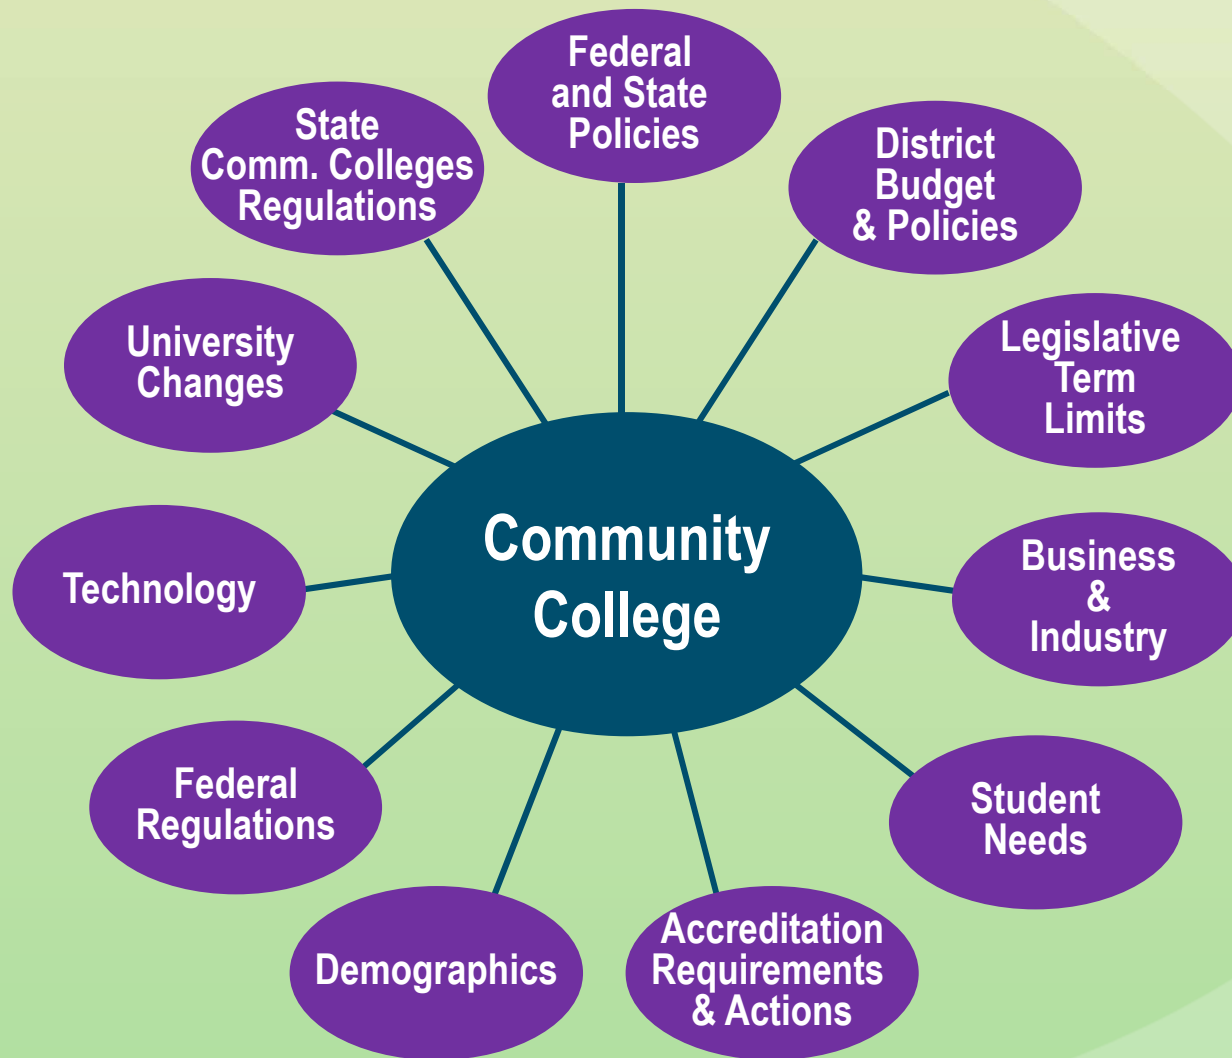 Federal
and State
Policies
State
Comm. Colleges
Regulations
District
Budget
& Policies
University
Changes
Legislative
Term
Limits
Community
College
Technology
Business
&
Industry
Federal
Regulations
Student
Needs
Demographics
Accreditation
Requirements
& Actions